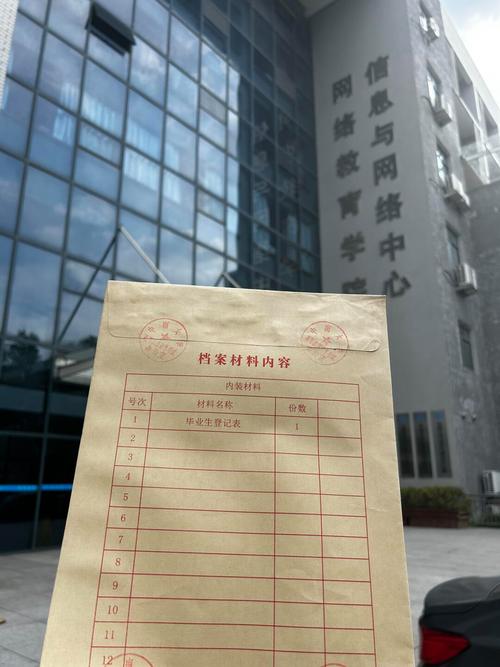 信息与网络中心
网络教育学院
档案材料内容
内装材料
号次 材料名称 份数
1 毕业生登记表 1
2
3
4
5
6
7
8
9
10
11
12